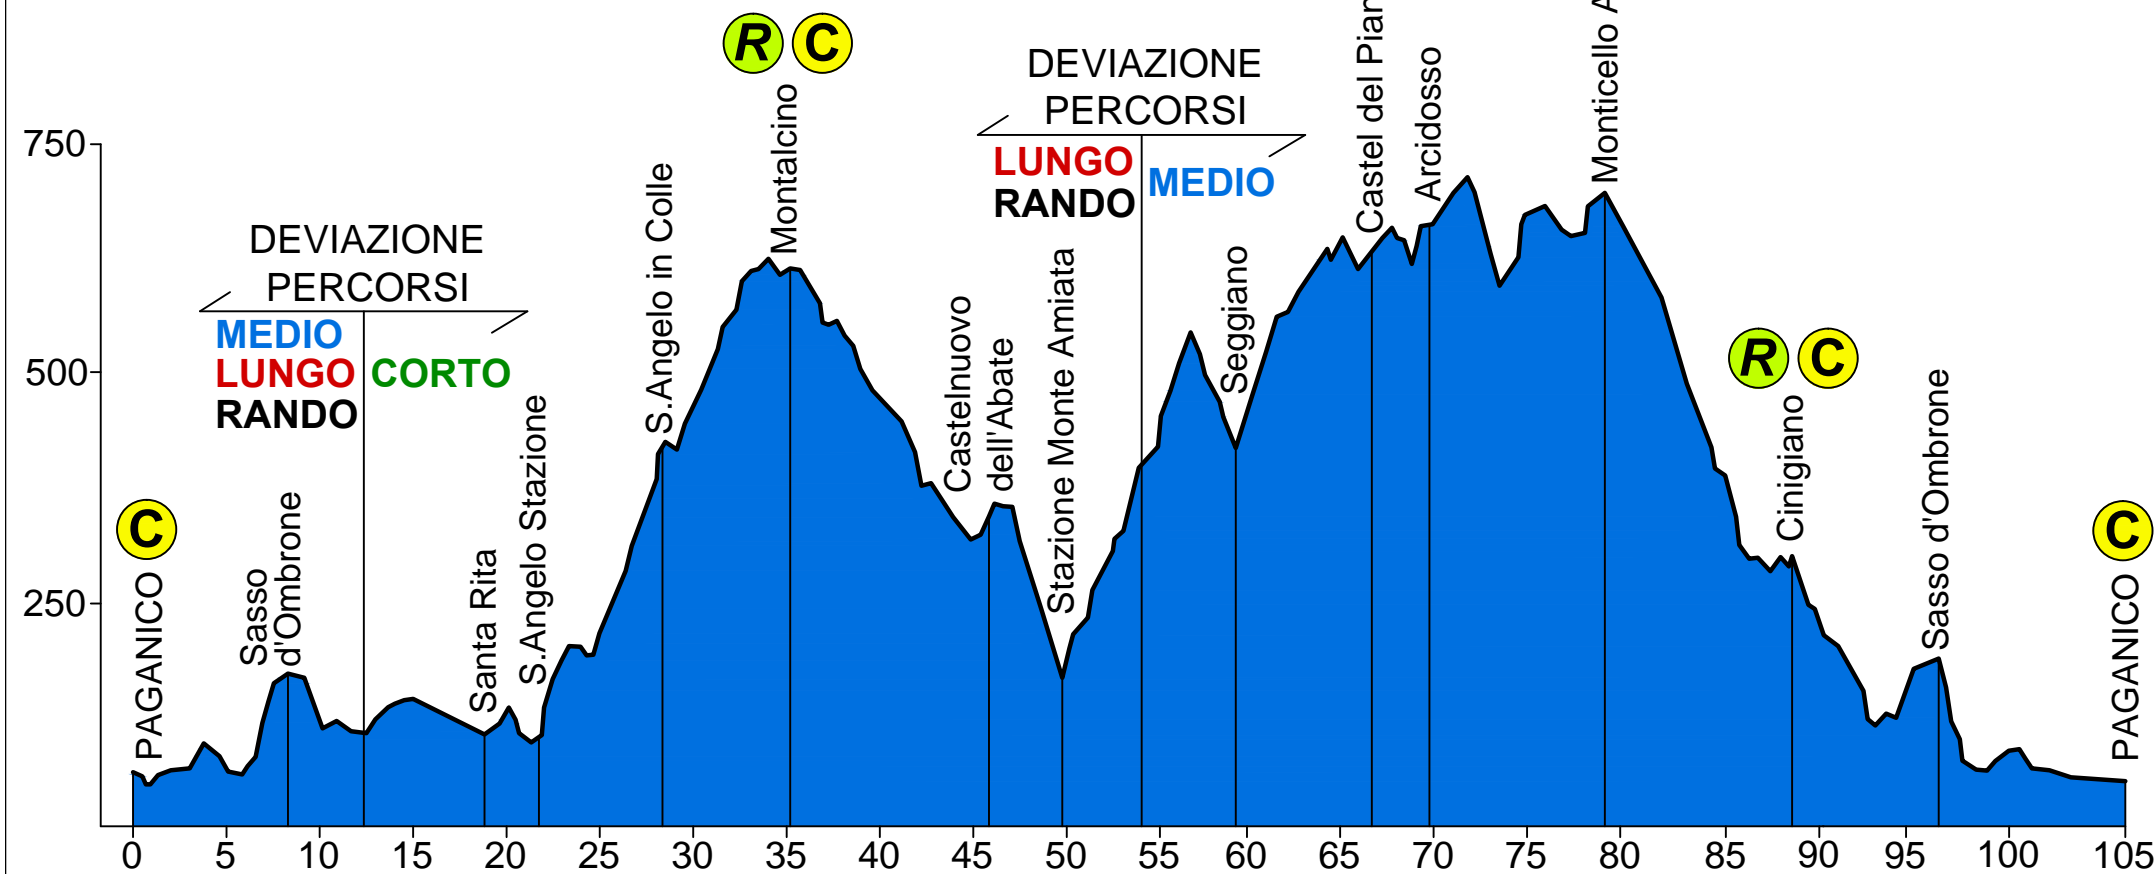 R C
DEVIAZIONE
PERCORSI
LUNGO
RANDO
MEDIO
Castel del
Arcidosso
Monticello
750
Montalcino
S.Angelo in Colle
DEVIAZIONE
PERCORSI
MEDIO
LUNGO
RANDO
CORTO
500
Seggiano
Stazione Monte Amiata
Castelnuovo
dell'Abate
R C
Cinigiano
Sasso d'Ombrone
S.Angelo Stazione
C
PAGANICO
Sasso
d'Ombrone
Santa Rita
C
PAGANICO
250
0 5 10 15 20 25 30 35 40 45 50 55 60 65 70 75 80 85 90 95 100 105